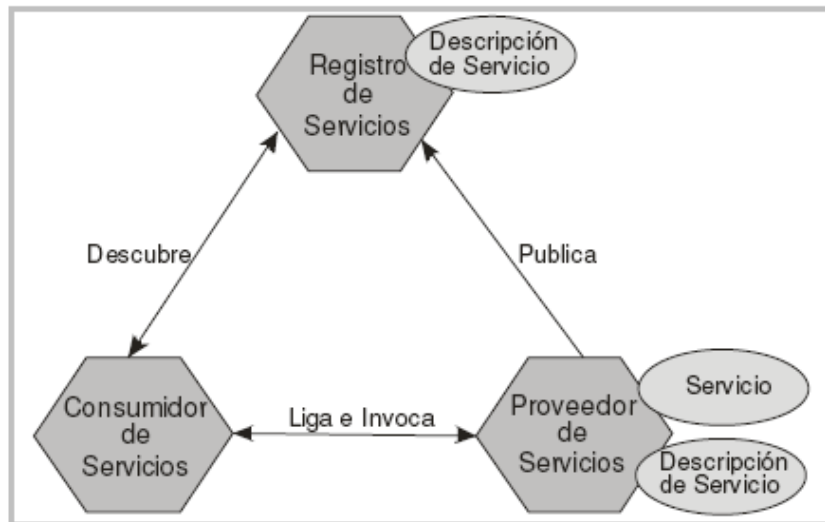 Registro
de
Servicios
Descripción
de Servicio
Descubre
Publica
Consumidor
de
Servicios
Liga e Invoca
Proveedor
de
Servicios
Servicio
Descripción
de Servicio